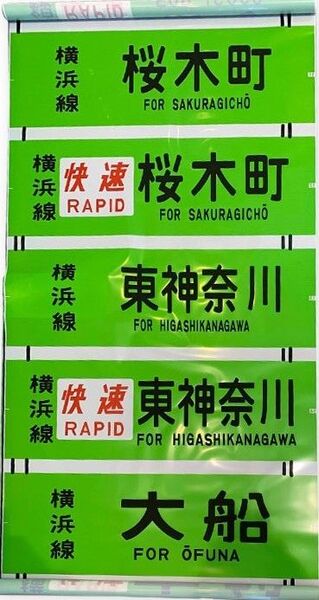 横浜線 桜木町
FOR SAKURAGICHŌ
横浜線 快速 桜木町
RAPID FOR SAKURAGICHŌ
横浜線 東神奈川
FOR HIGASHIKANAGAWA
横浜線 快速 東神奈川
RAPID FOR HIGASHIKANAGAWA
横浜線 大船
FOR ŌFUNA